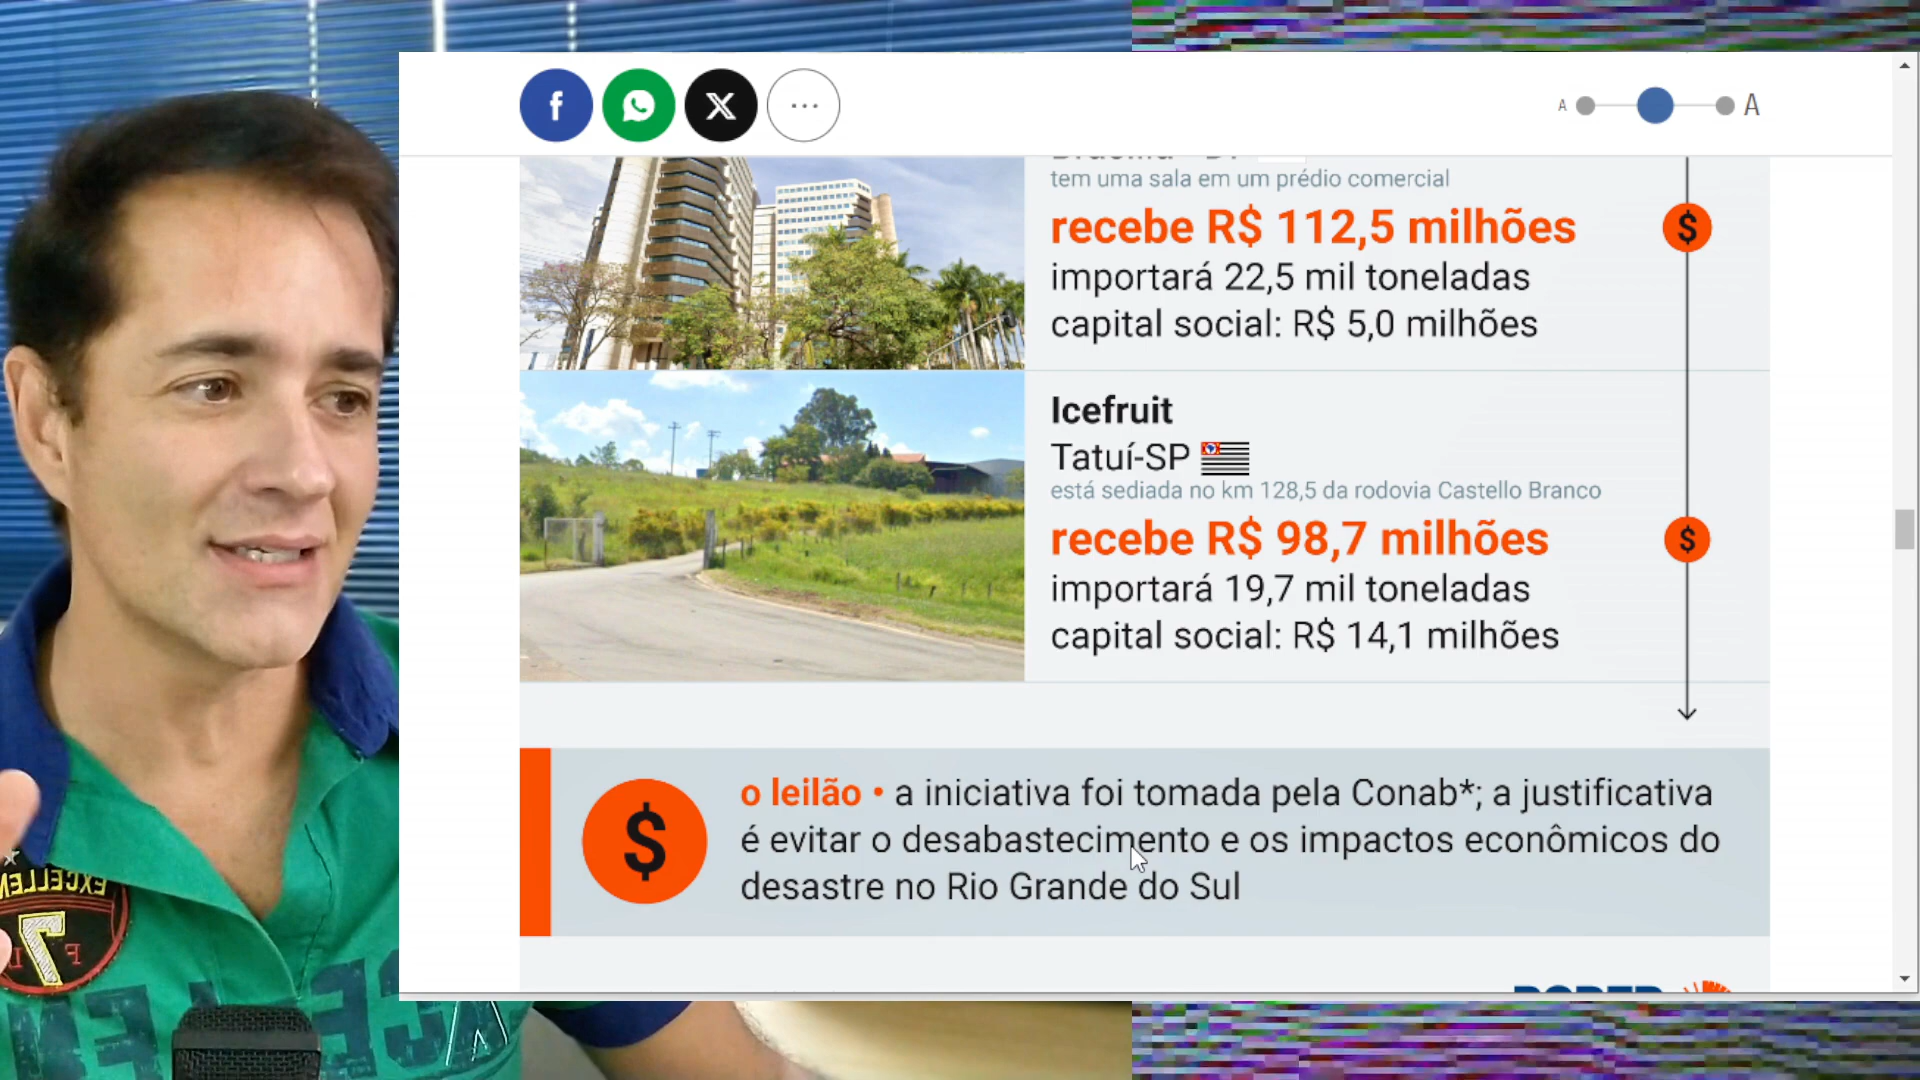 f
X
...
A A
tem uma sala em um prédio comercial
recebe R$ 112,5 milhões
$
importará 22,5 mil toneladas
capital social: R$ 5,0 milhões
Icefruit
Tatuí-SP
está sediada no km 128,5 da rodovia Castello Branco
recebe R$ 98,7 milhões
$
importará 19,7 mil toneladas
capital social: R$ 14,1 milhões
o leilão • a iniciativa foi tomada pela Conab*; a justificativa
é evitar o desabastecimento e os impactos econômicos do
desastre no Rio Grande do Sul
$
7